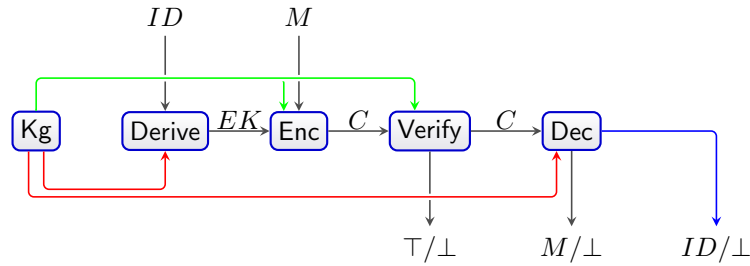 ID M
Kg Derive EK Enc C Verify C Dec
⊤/⊥ M/⊥ ID/⊥